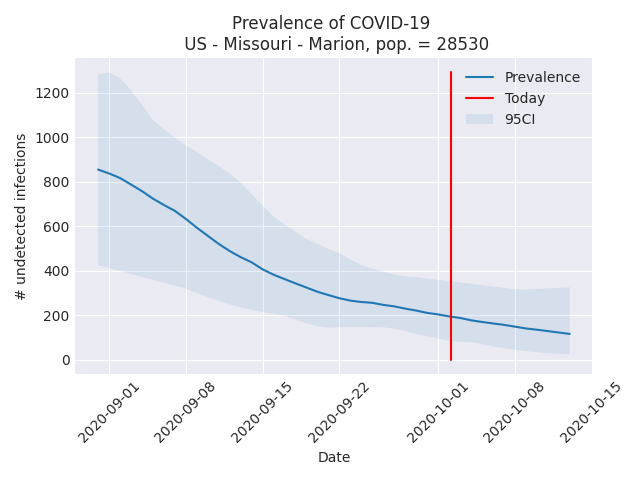 Prevalence of COVID-19
US - Missouri - Marion, pop. = 28530
Prevalence
Today
95CI
1200
1000
800
600
400
200
0
# undetected infections
2020-09-01
2020-09-08
2020-09-15
2020-09-22
2020-10-01
2020-10-08
2020-10-15
Date